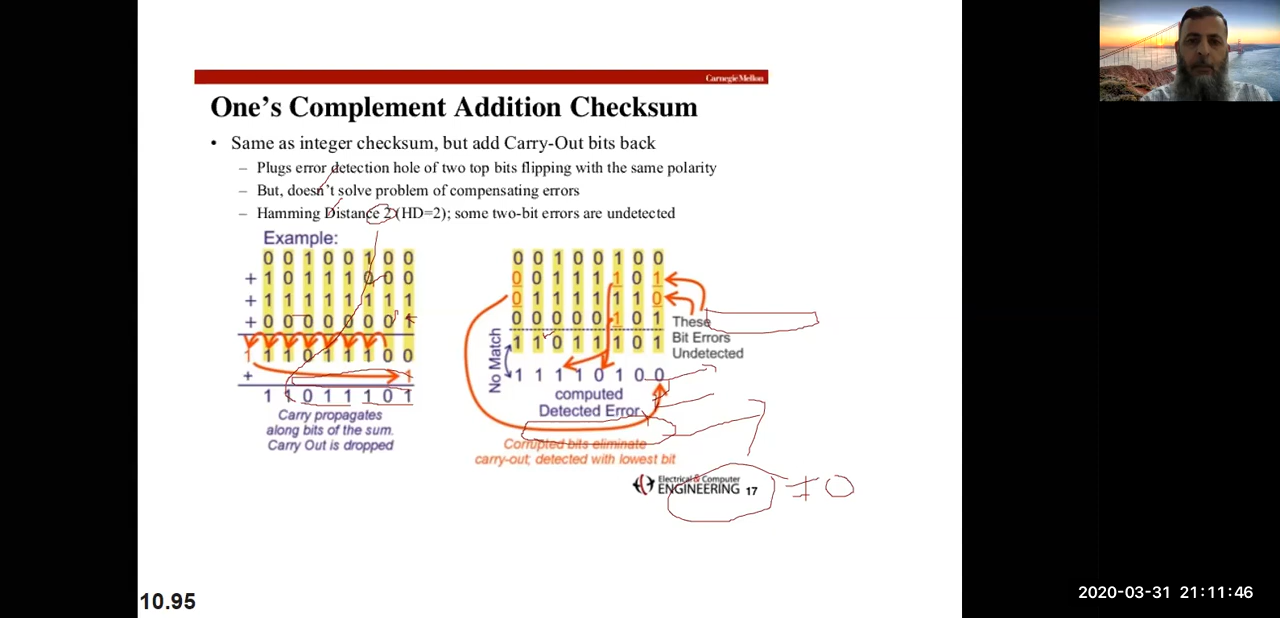 Carnegie Mellon
One's Complement Addition Checksum
• Same as integer checksum, but add Carry-Out bits back
– Plugs error detection hole of two top bits flipping with the same polarity
– But, doesn't solve problem of compensating errors
– Hamming Distance 2 (HD=2); some two-bit errors are undetected
Example:
0 0 1 0 0 1 0 0
+ 1 0 1 1 1 0 0 0
+ 1 1 1 1 1 1 1 1
+ 0 0 0 0 0 0 0 1
1 1 1 0 1 1 1 0 0
+ 1
1 1 0 1 1 1 0 1
Carry propagates
along bits of the sum.
Carry Out is dropped
0 0 1 0 0 1 0 0
0 0 1 1 1 1 0 1
0 1 1 1 1 1 1 0
0 0 0 0 0 1 0 1
1 1 0 1 1 1 0 1
1 1 1 1 0 1 0 0
No Match
computed
Detected Error
These
Bit Errors
Undetected
Corrupted bits eliminate
carry-out; detected with lowest bit
Electrical & Computer
ENGINEERING 17
≠ 0
10.95
2020-03-31 21:11:46